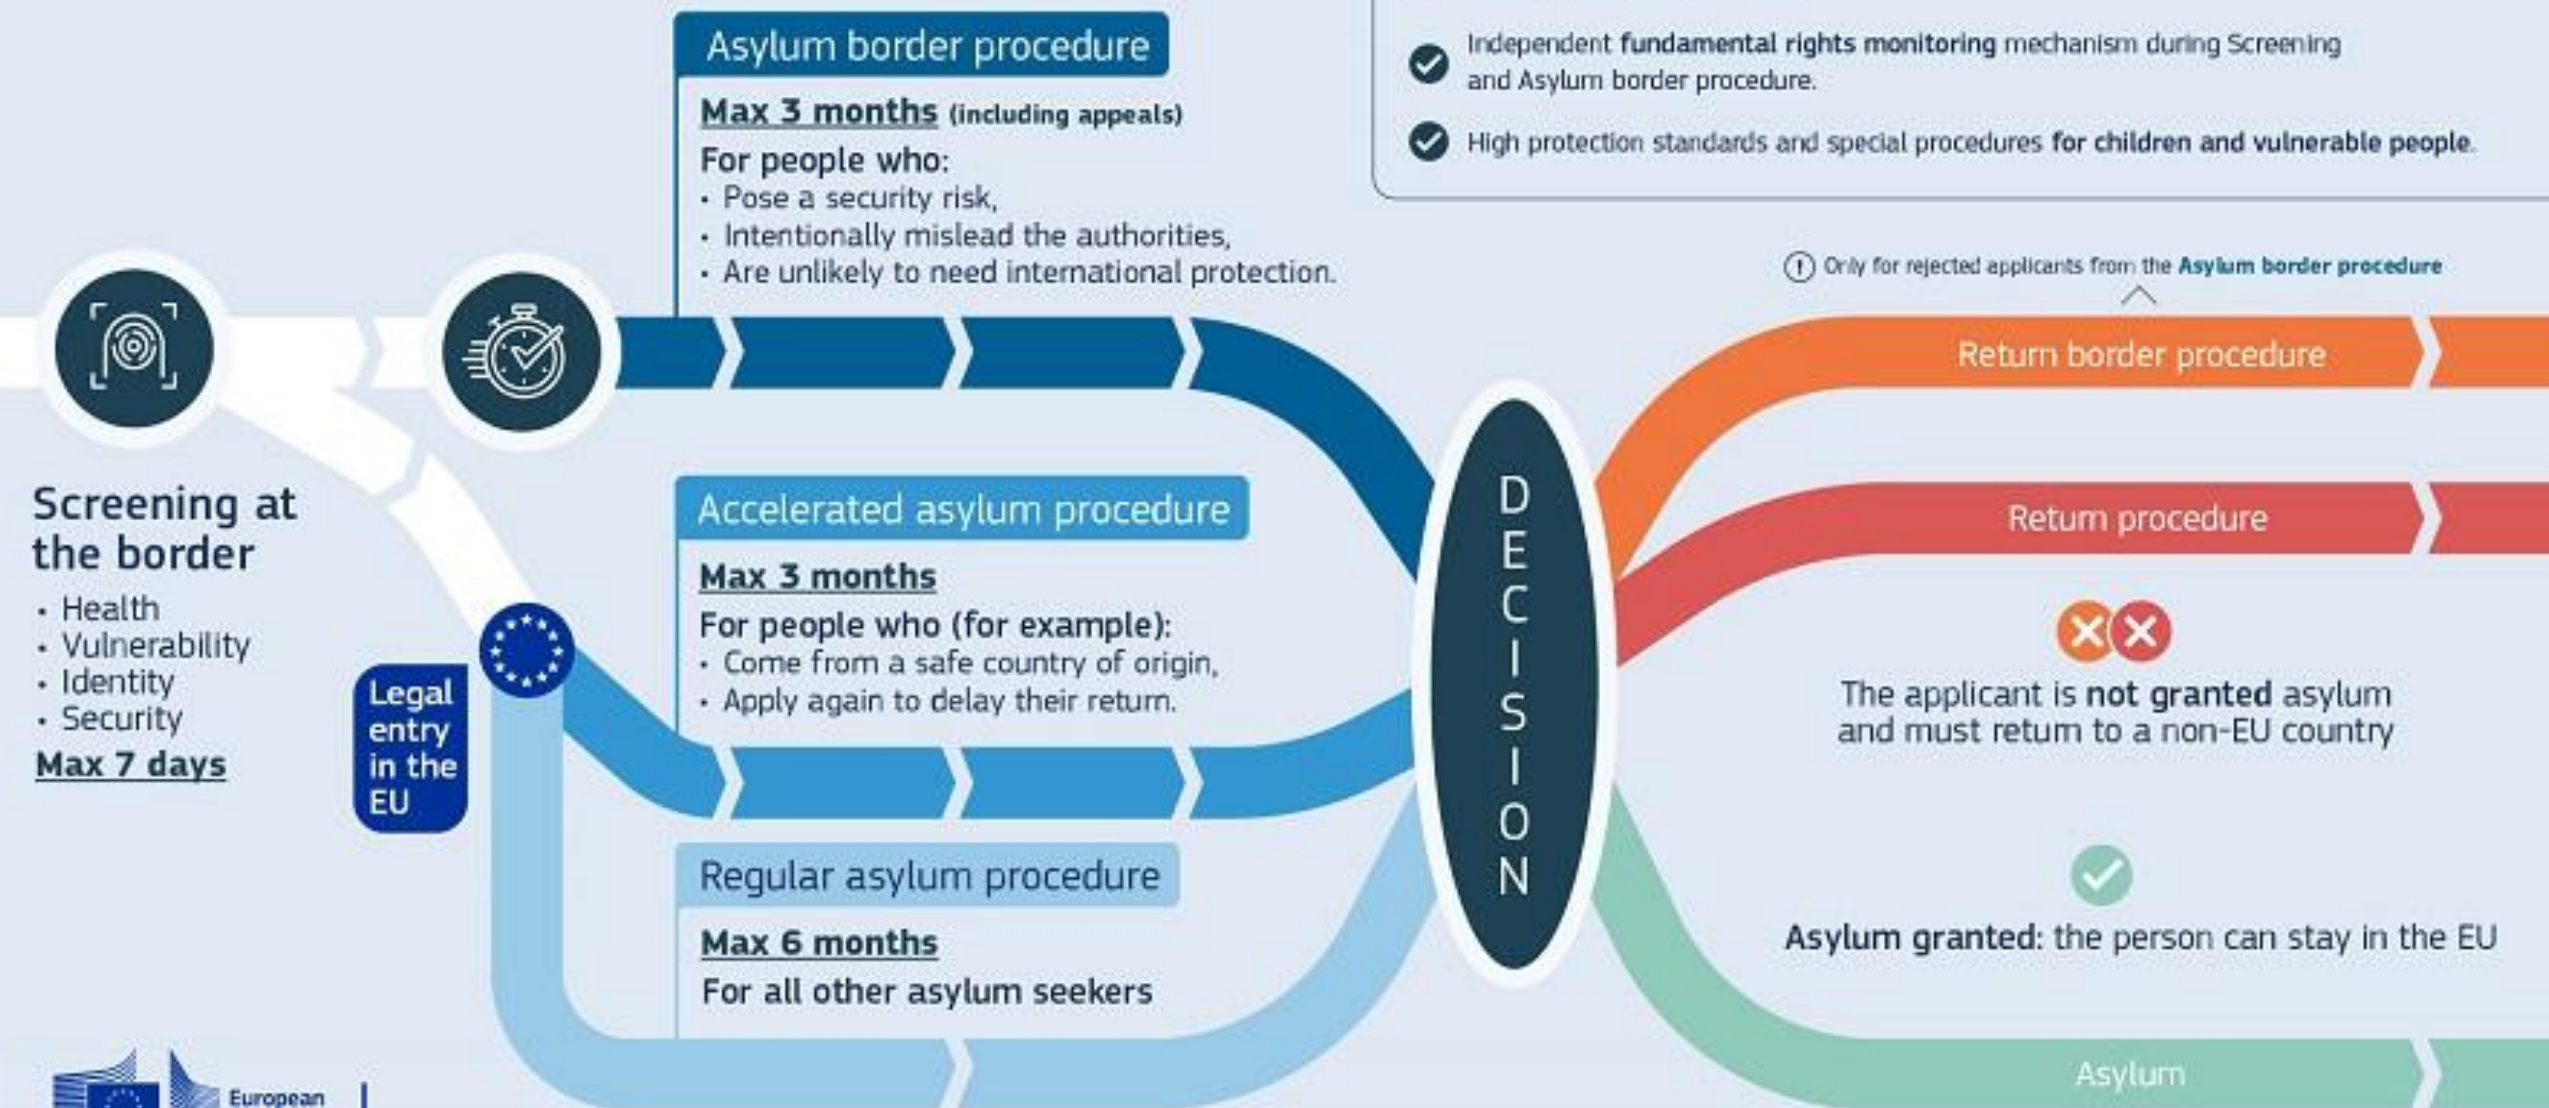 Asylum border procedure
Max 3 months (including appeals)
For people who:
• Pose a security risk,
• Intentionally mislead the authorities,
• Are unlikely to need international protection.
Independent fundamental rights monitoring mechanism during Screening
and Asylum border procedure.
High protection standards and special procedures for children and vulnerable people.
Screening at
the border
• Health
• Vulnerability
• Identity
• Security
Max 7 days
Legal
entry
in the
EU
Accelerated asylum procedure
Max 3 months
For people who (for example):
• Come from a safe country of origin,
• Apply again to delay their return.
Regular asylum procedure
Max 6 months
For all other asylum seekers
DECISION
! Only for rejected applicants from the Asylum border procedure
Return border procedure
Return procedure
The applicant is not granted asylum
and must return to a non-EU country
Asylum granted: the person can stay in the EU
Asylum
European